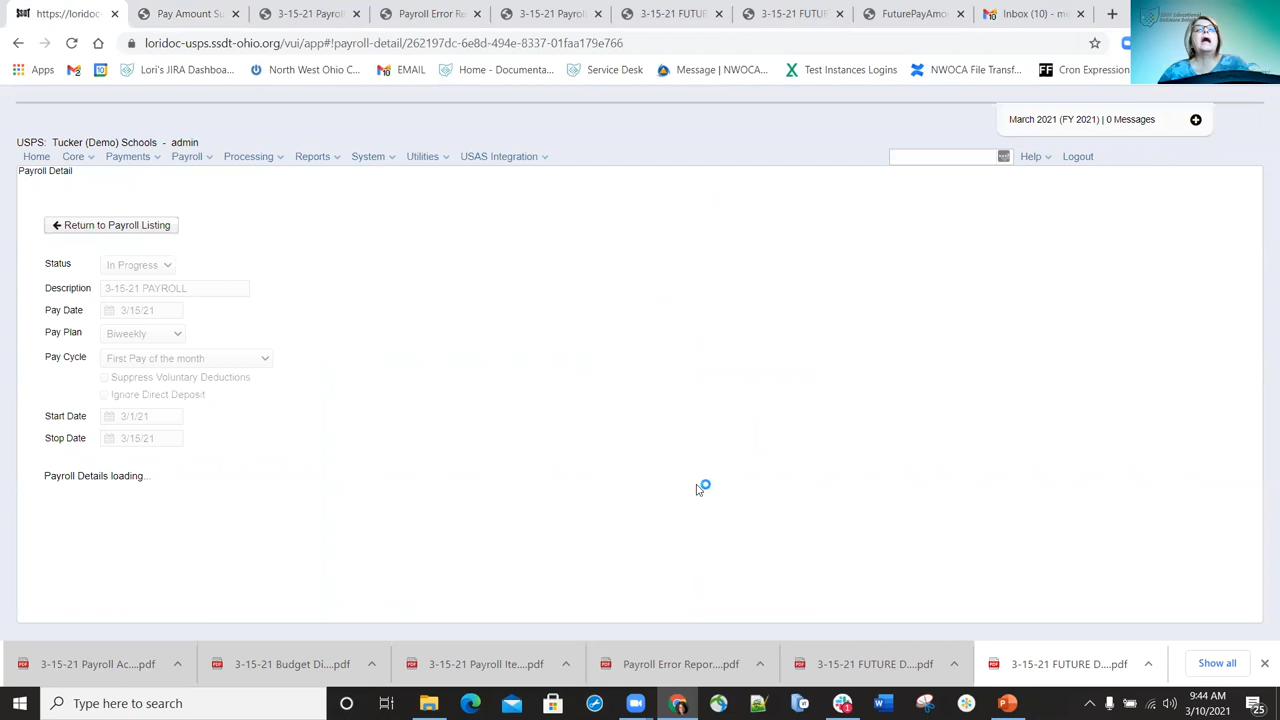 https://loridoc
Pay Amount Su
3-15-21 Payrol
Payroll Error
3-15-21 Payro
3-15-21 FUTUR
3-15-21 FUTUR
FuturePayAmo
Inbox (10) - me
loridoc-usps.ssdt-ohio.org/vui/app#!payroll-detail/262197dc-6e8d-494e-8337-01faa179e766
Apps
Lori's JIRA Dashboa...
North West Ohio C...
EMAIL
Home - Documenta...
Service Desk
Message | NWOCA...
Test Instances Logins
NWOCA File Transf...
Cron Expression
March 2021 (FY 2021) | 0 Messages
USPS: Tucker (Demo) Schools - admin
Home Core Payments Payroll Processing Reports System Utilities USAS Integration Help Logout
Payroll Detail
Return to Payroll Listing
Status In Progress
Description 3-15-21 PAYROLL
Pay Date 3/15/21
Pay Plan Biweekly
Pay Cycle First Pay of the month
Suppress Voluntary Deductions
Ignore Direct Deposit
Start Date 3/1/21
Stop Date 3/15/21
Payroll Details loading...
3-15-21 Payroll Ac....pdf
3-15-21 Budget Di....pdf
3-15-21 Payroll Ite....pdf
Payroll Error Repor....pdf
3-15-21 FUTURE D....pdf
3-15-21 FUTURE D....pdf
Show all
Type here to search
9:44 AM
3/10/2021
25